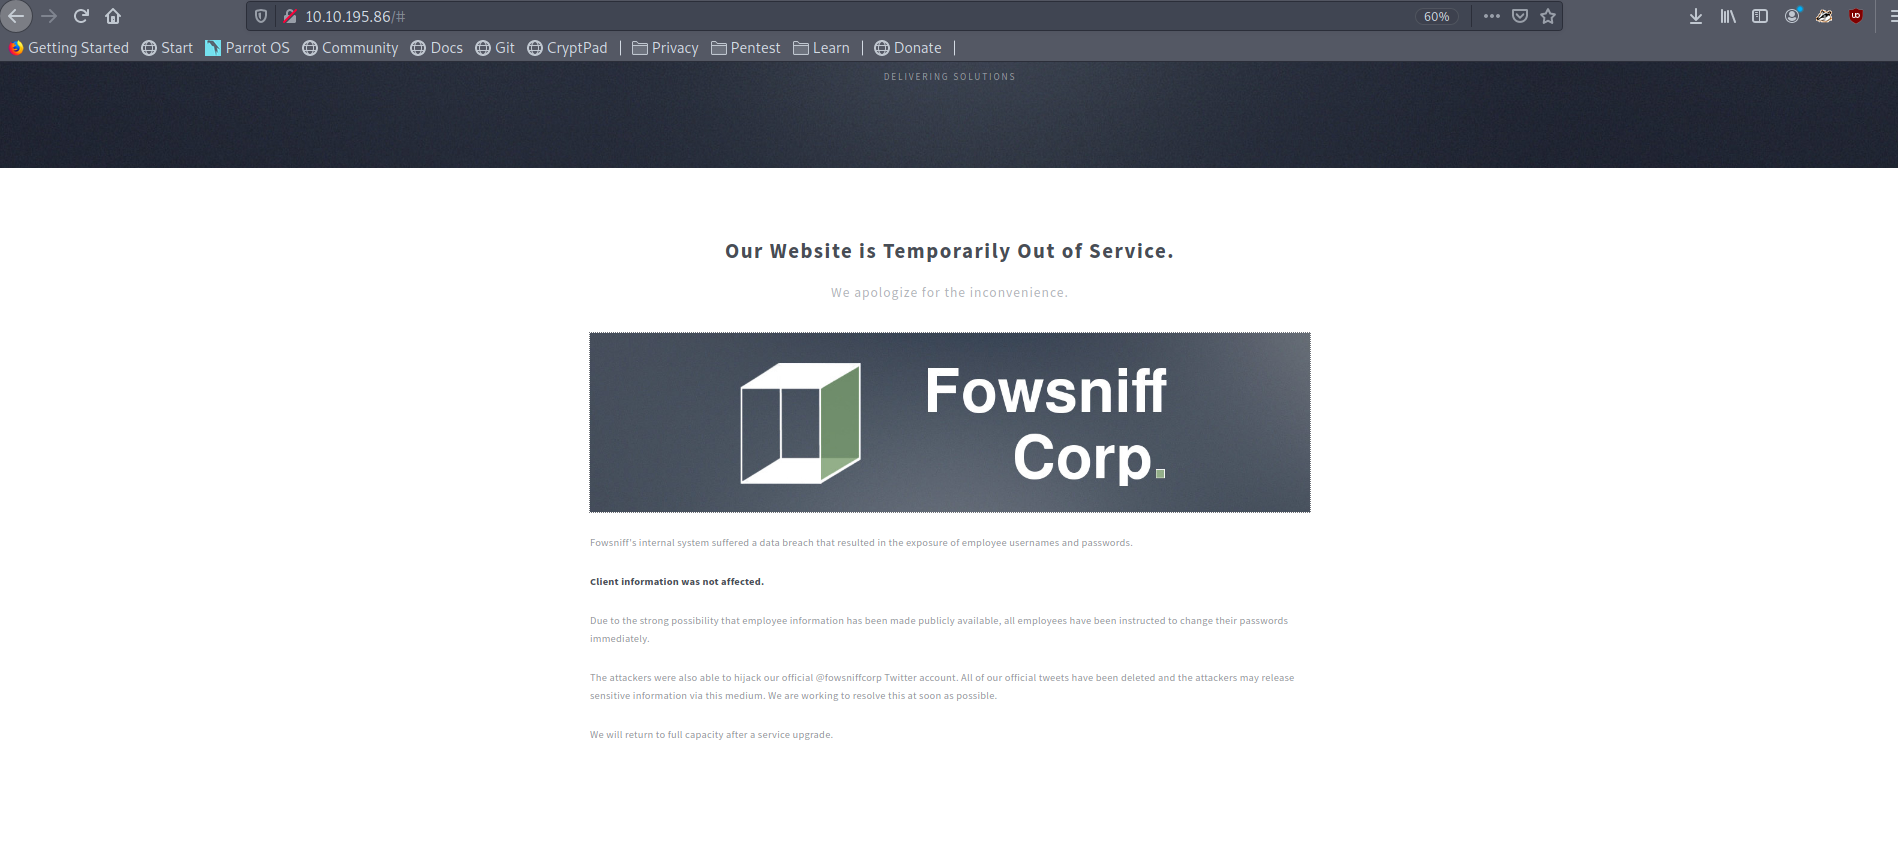 10.10.195.86/#
60%
Getting Started Start Parrot OS Community Docs Git CryptPad Privacy Pentest Learn Donate
DELIVERING SOLUTIONS
Our Website is Temporarily Out of Service.
We apologize for the inconvenience.
Fowsniff
Corp.
Fowsniff's internal system suffered a data breach that resulted in the exposure of employee usernames and passwords.
Client information was not affected.
Due to the strong possibility that employee information has been made publicly available, all employees have been instructed to change their passwords
immediately.
The attackers were also able to hijack our official @fowsniffcorp Twitter account. All of our official tweets have been deleted and the attackers may release
sensitive information via this medium. We are working to resolve this at soon as possible.
We will return to full capacity after a service upgrade.